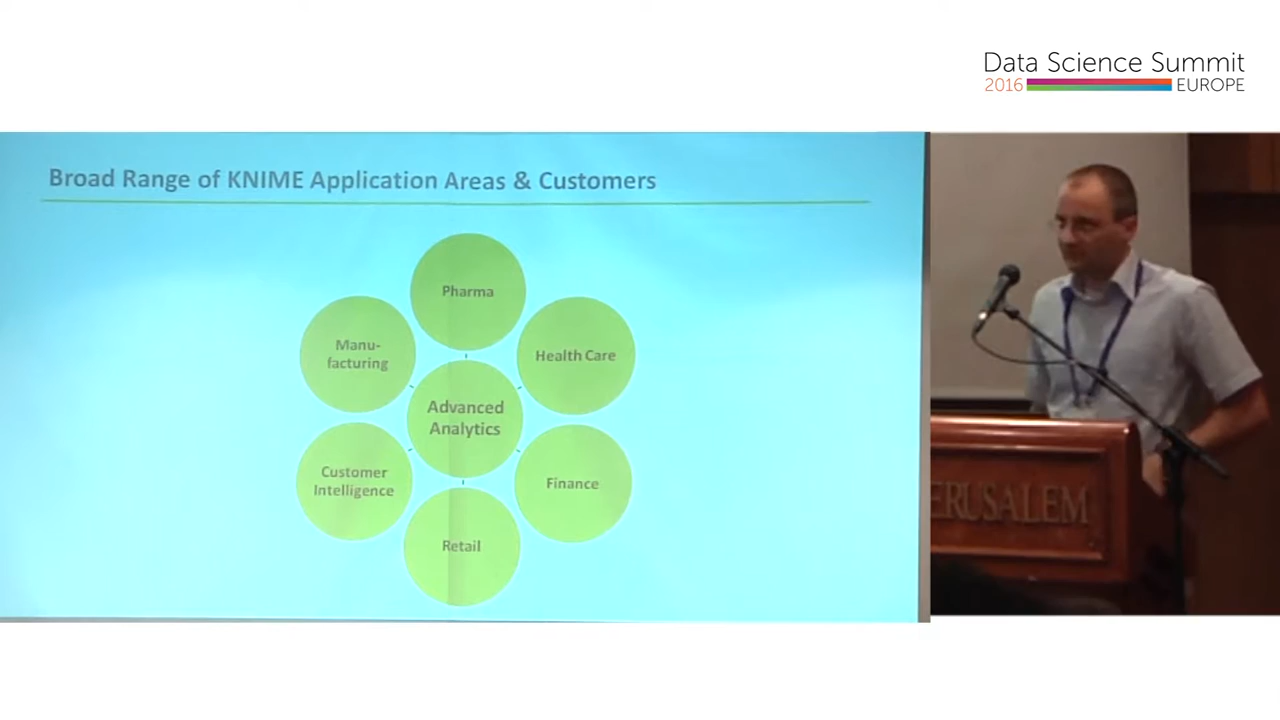 Data Science Summit
2016 EUROPE
Broad Range of KNIME Application Areas & Customers
Pharma
Manu-
facturing
Health Care
Advanced
Analytics
Customer
Intelligence
Finance
Retail
ERUSALEM